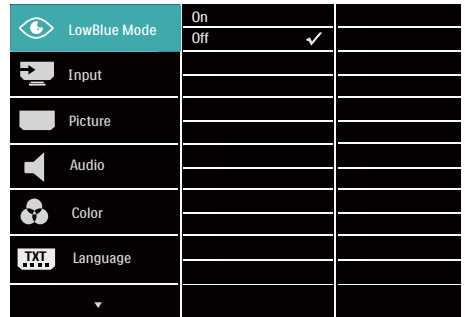 LowBlue Mode
On
Off
Input
Picture
Audio
Color
TXT
Language